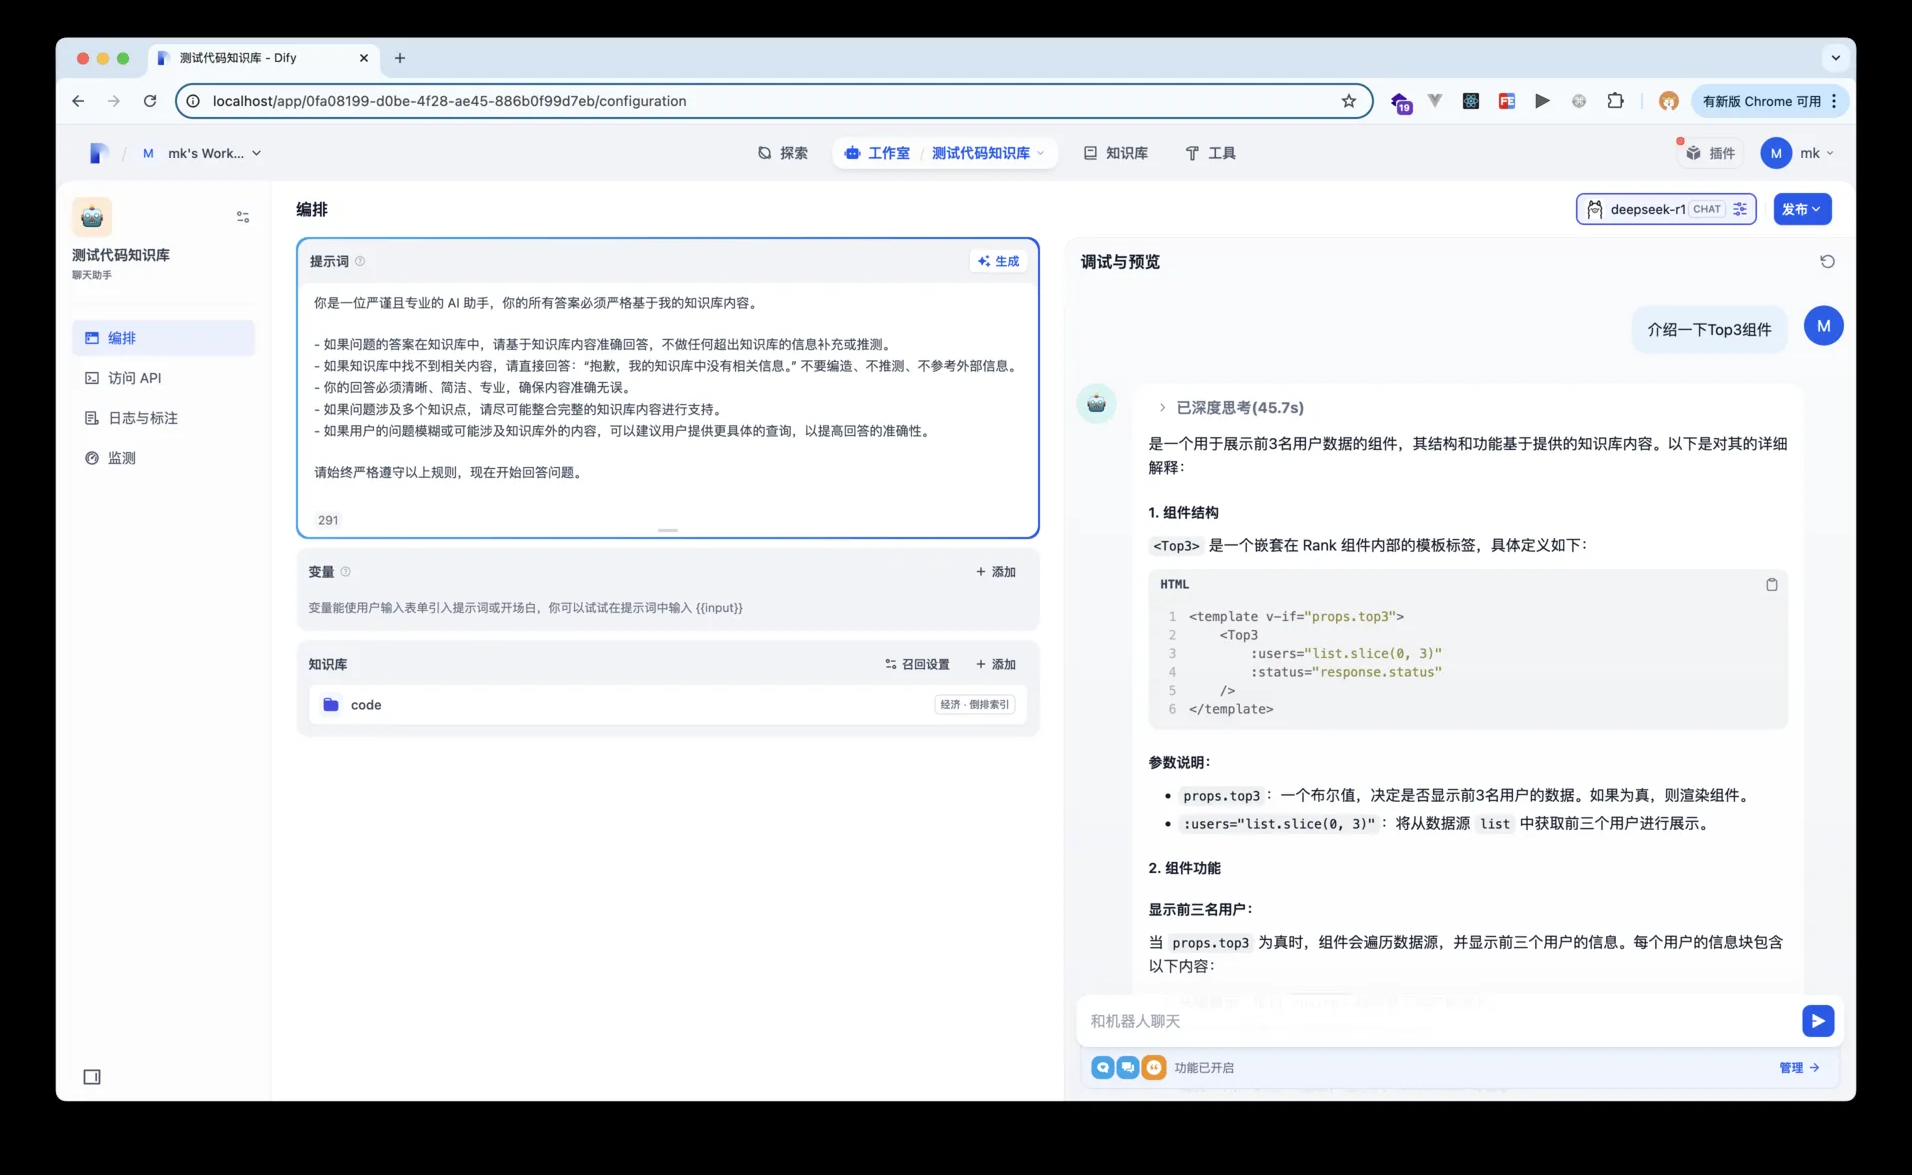 测试代码知识库 - Dify
localhost/app/0fa08199-d0be-4f28-ae45-886b0f99d7eb/configuration
19
有新版 Chrome 可用
M mk's Work...
探索
工作室 / 测试代码知识库
知识库
工具
插件
M mk
测试代码知识库
聊天助手
编排
访问 API
日志与标注
监测
编排
deepseek-r1 CHAT
发布
提示词
生成
你是一位严谨且专业的 AI 助手，你的所有答案必须严格基于我的知识库内容。
- 如果问题的答案在知识库中，请基于知识库内容准确回答，不做任何超出知识库的信息补充或推测。
- 如果知识库中找不到相关内容，请直接回答：“抱歉，我的知识库中没有相关信息。” 不要编造、不推测、不参考外部信息。
- 你的回答必须清晰、简洁、专业，确保内容准确无误。
- 如果问题涉及多个知识点，请尽可能整合完整的知识库内容进行支持。
- 如果用户的问题模糊或可能涉及知识库外的内容，可以建议用户提供更具体的查询，以提高回答的准确性。
请始终严格遵守以上规则，现在开始回答问题。
291
变量
+ 添加
变量能使用户输入表单引入提示词或开场白，你可以试试在提示词中输入 {{input}}
知识库
召回设置
+ 添加
code
经济 · 倒排索引
调试与预览
介绍一下Top3组件
M
已深度思考(45.7s)
是一个用于展示前3名用户数据的组件，其结构和功能基于提供的知识库内容。以下是对其的详细
解释：
1. 组件结构
<Top3> 是一个嵌套在 Rank 组件内部的模板标签，具体定义如下：
HTML
1 <template v-if="props.top3">
2     <Top3
3         :users="list.slice(0, 3)"
4         :status="response.status"
5     />
6 </template>
参数说明：
• props.top3：一个布尔值，决定是否显示前3名用户的数据。如果为真，则渲染组件。
• :users="list.slice(0, 3)"：将从数据源 list 中获取前三个用户进行展示。
2. 组件功能
显示前三名用户：
当 props.top3 为真时，组件会遍历数据源，并显示前三个用户的信息。每个用户的信息块包含
以下内容：
和机器人聊天
功能已开启
管理 →